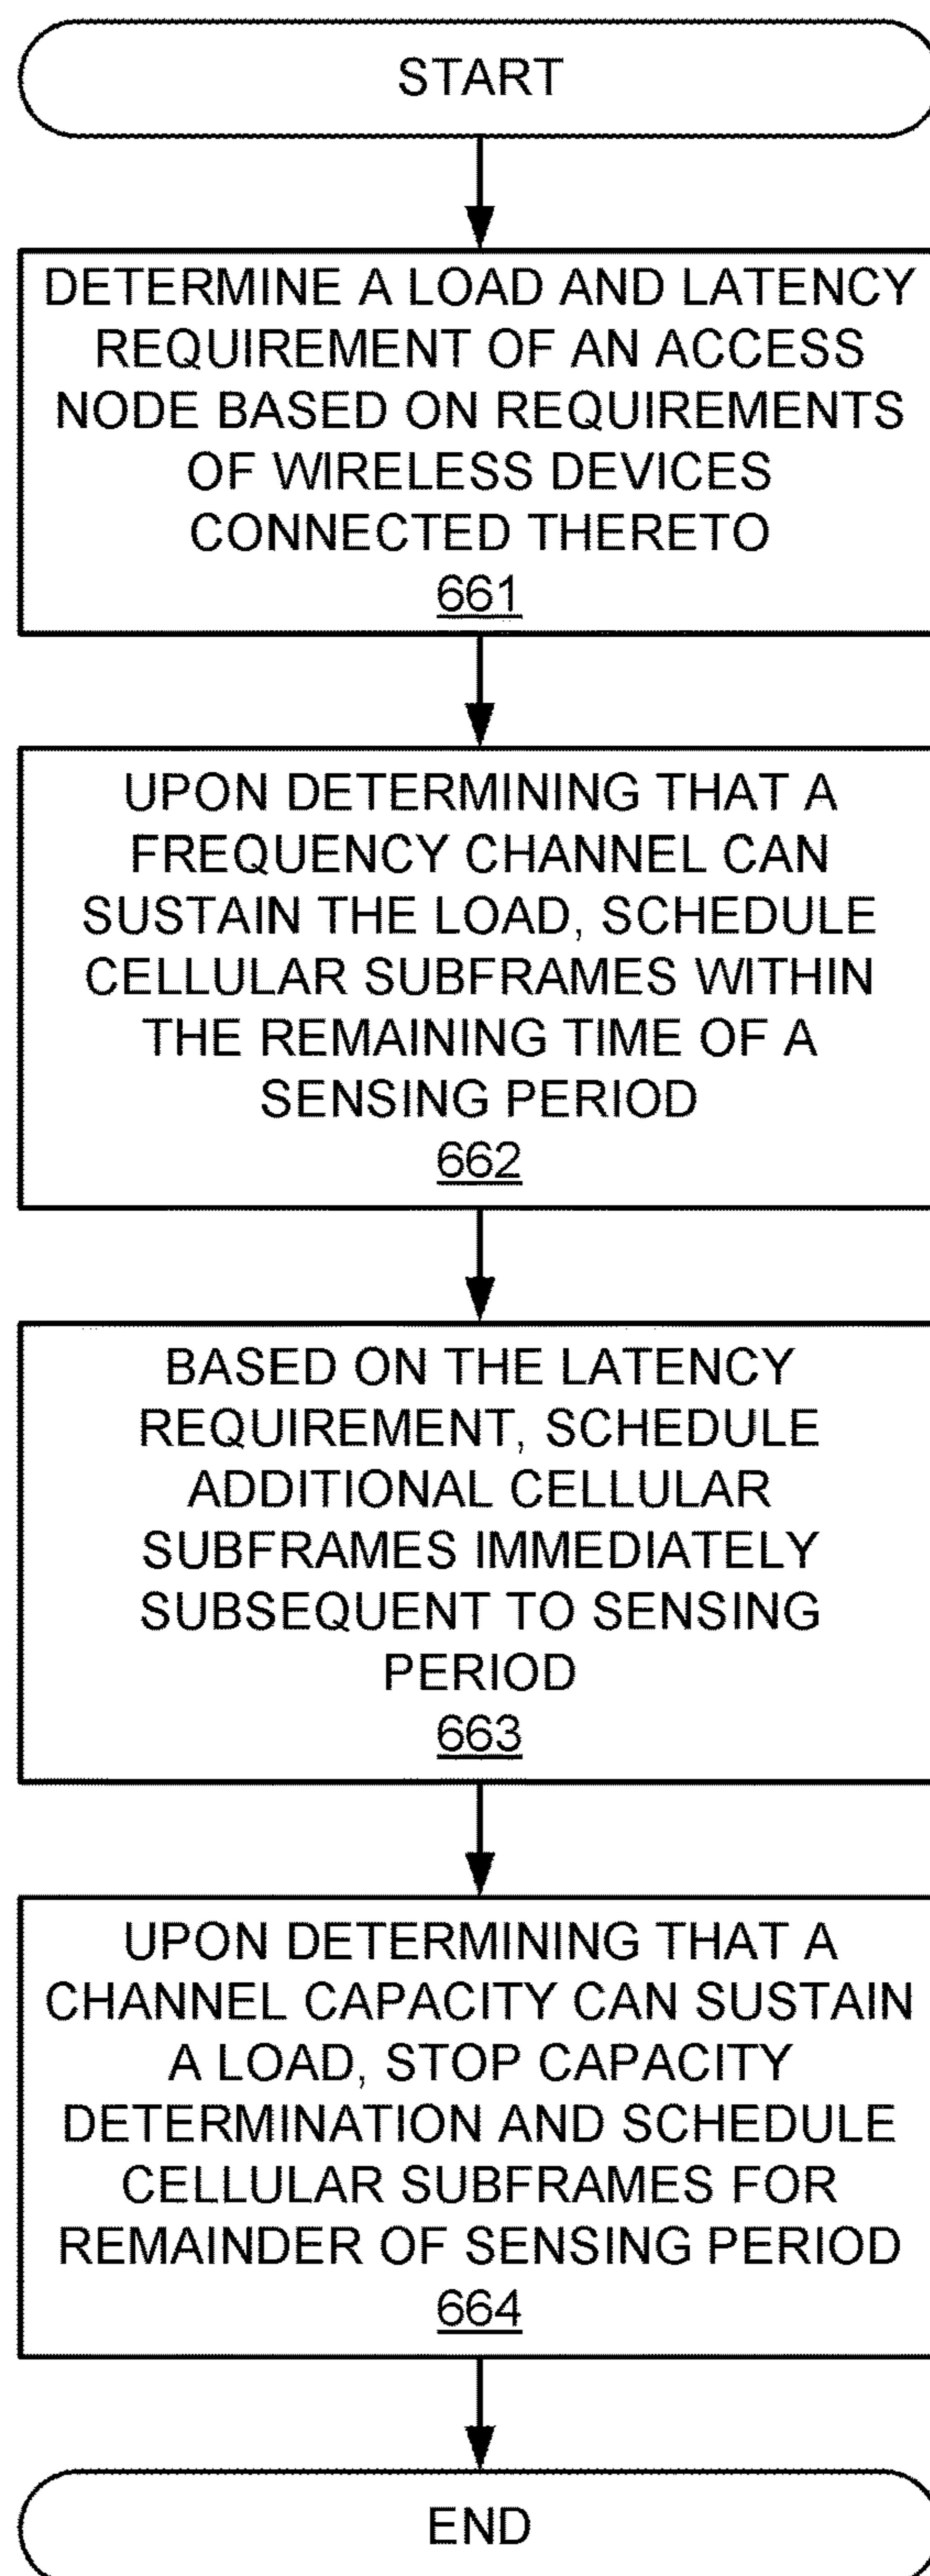 START
DETERMINE A LOAD AND LATENCY
REQUIREMENT OF AN ACCESS
NODE BASED ON REQUIREMENTS
OF WIRELESS DEVICES
CONNECTED THERETO
661
UPON DETERMINING THAT A
FREQUENCY CHANNEL CAN
SUSTAIN THE LOAD, SCHEDULE
CELLULAR SUBFRAMES WITHIN
THE REMAINING TIME OF A
SENSING PERIOD
662
BASED ON THE LATENCY
REQUIREMENT, SCHEDULE
ADDITIONAL CELLULAR
SUBFRAMES IMMEDIATELY
SUBSEQUENT TO SENSING
PERIOD
663
UPON DETERMINING THAT A
CHANNEL CAPACITY CAN SUSTAIN
A LOAD, STOP CAPACITY
DETERMINATION AND SCHEDULE
CELLULAR SUBFRAMES FOR
REMAINDER OF SENSING PERIOD
664
END